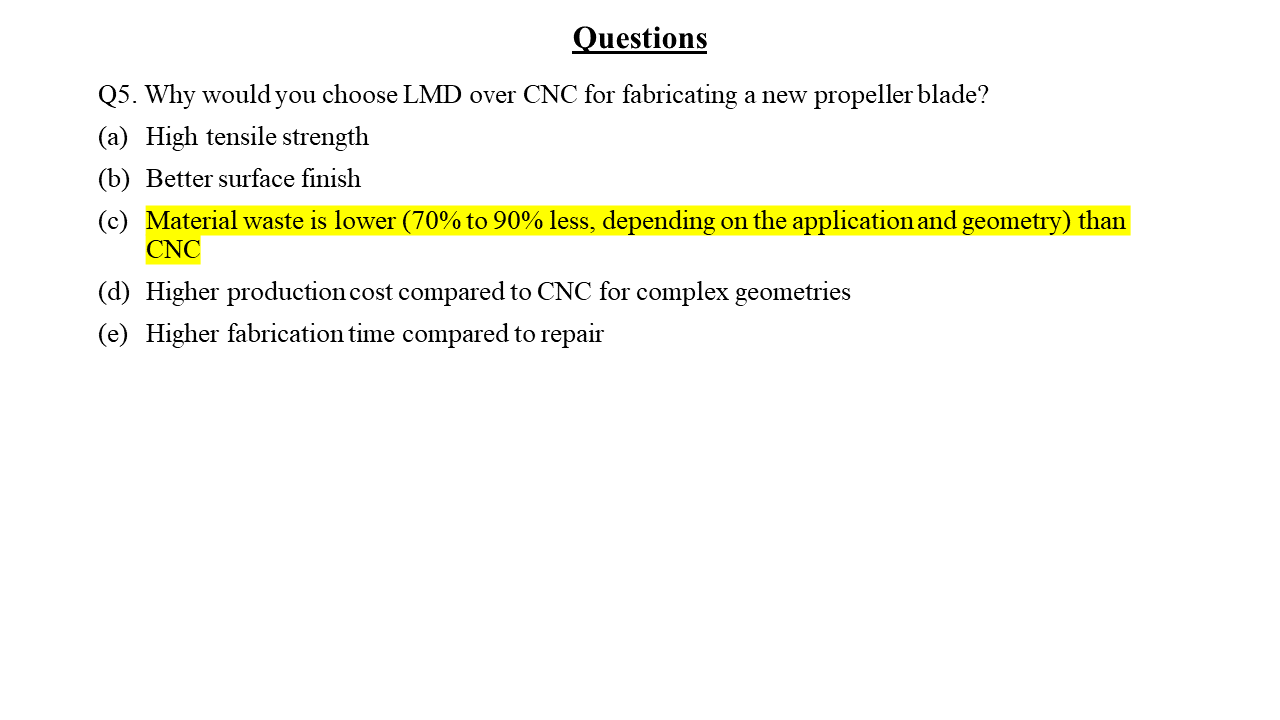 Questions
Q5. Why would you choose LMD over CNC for fabricating a new propeller blade?
(a) High tensile strength
(b) Better surface finish
(c) Material waste is lower (70% to 90% less, depending on the application and geometry) than
CNC
(d) Higher production cost compared to CNC for complex geometries
(e) Higher fabrication time compared to repair